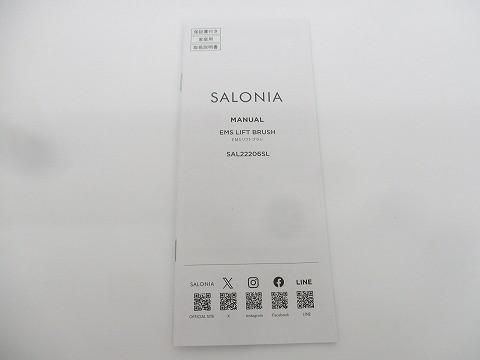 保証書付き
家庭用
取扱説明書
SALONIA
MANUAL
EMS LIFT BRUSH
EMSリフトブラシ
SAL22206SL
SALONIA X LINE
OFFICIAL SITE X Instagram Facebook LINE